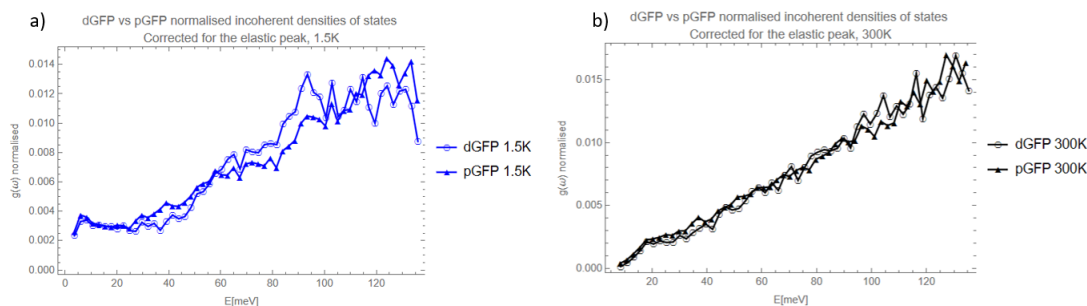 a)
dGFP vs pGFP normalised incoherent densities of states
Corrected for the elastic peak, 1.5K
g(ω) normalised
0.014
0.012
0.010
0.008
0.006
0.004
0.002
0.000
0 20 40 60 80 100 120
E[meV]
dGFP 1.5K
pGFP 1.5K
b)
dGFP vs pGFP normalised incoherent densities of states
Corrected for the elastic peak, 300K
g(ω) normalised
0.015
0.010
0.005
0.000
20 40 60 80 100 120
E[meV]
dGFP 300K
pGFP 300K